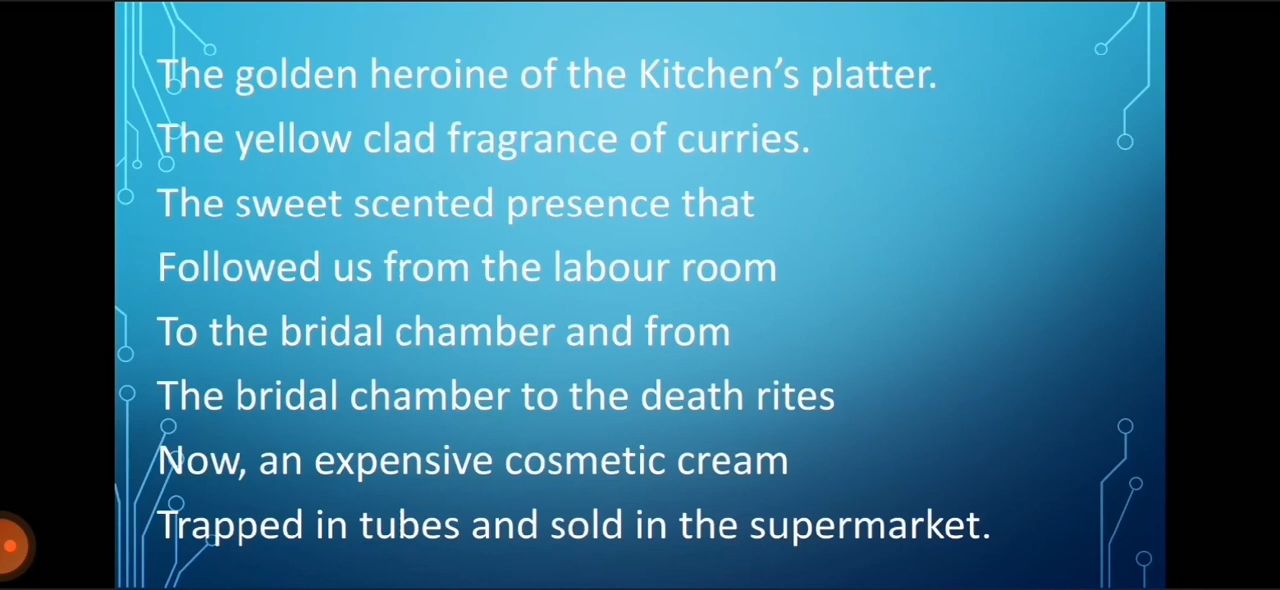 The golden heroine of the Kitchen’s platter.
The yellow clad fragrance of curries.
The sweet scented presence that
Followed us from the labour room
To the bridal chamber and from
The bridal chamber to the death rites
Now, an expensive cosmetic cream
Trapped in tubes and sold in the supermarket.